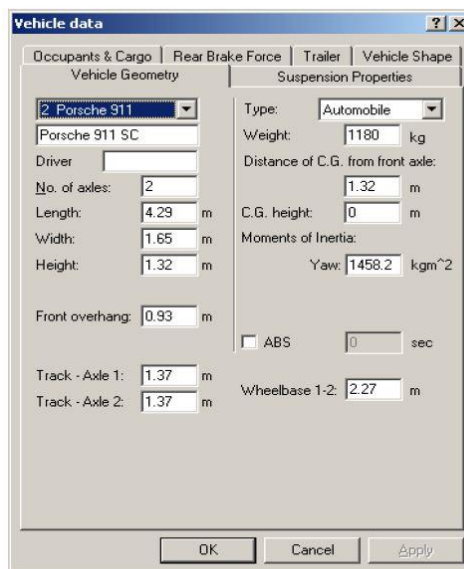 Vehicle data
Occupants & Cargo Rear Brake Force Trailer Vehicle Shape
Vehicle Geometry Suspension Properties
2 Porsche 911
Porsche 911 SC
Driver
No. of axles: 2
Length: 4.29 m
Width: 1.65 m
Height: 1.32 m
Front overhang: 0.93 m
Track - Axle 1: 1.37 m
Track - Axle 2: 1.37 m
Type: Automobile
Weight: 1180 kg
Distance of C.G. from front axle:
1.32 m
C.G. height: 0 m
Moments of Inertia:
Yaw: 1458.2 kgm^2
ABS 0 sec
Wheelbase 1-2: 2.27 m
OK Cancel Apply